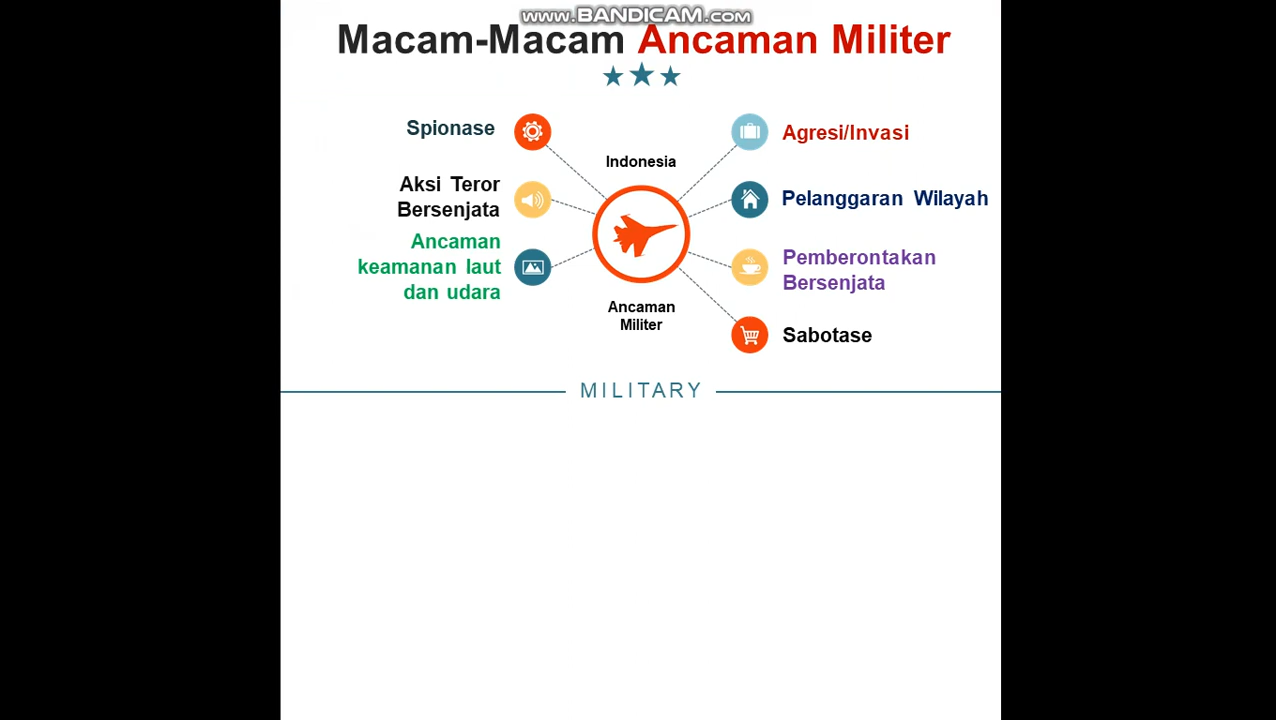 www.BANDICAM.com
Macam-Macam Ancaman Militer
Spionase
Aksi Teror
Bersenjata
Ancaman
keamanan laut
dan udara
Indonesia
Ancaman
Militer
Agresi/Invasi
Pelanggaran Wilayah
Pemberontakan
Bersenjata
Sabotase
MILITARY